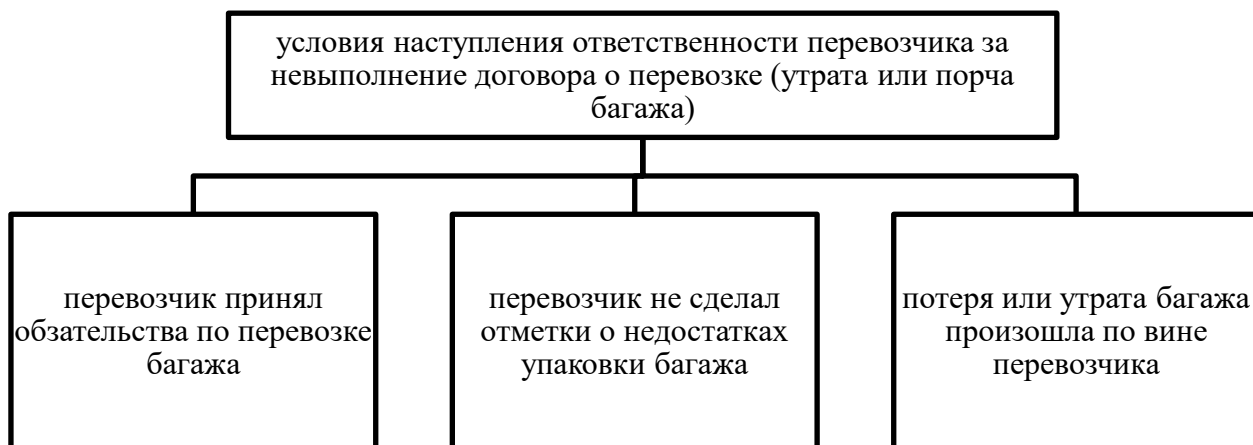 условия наступления ответственности перевозчика за
невыполнение договора о перевозке (утрата или порча
багажа)
перевозчик принял
обзательства по перевозке
багажа
перевозчик не сделал
отметки о недостатках
упаковки багажа
потеря или утрата багажа
произошла по вине
перевозчика